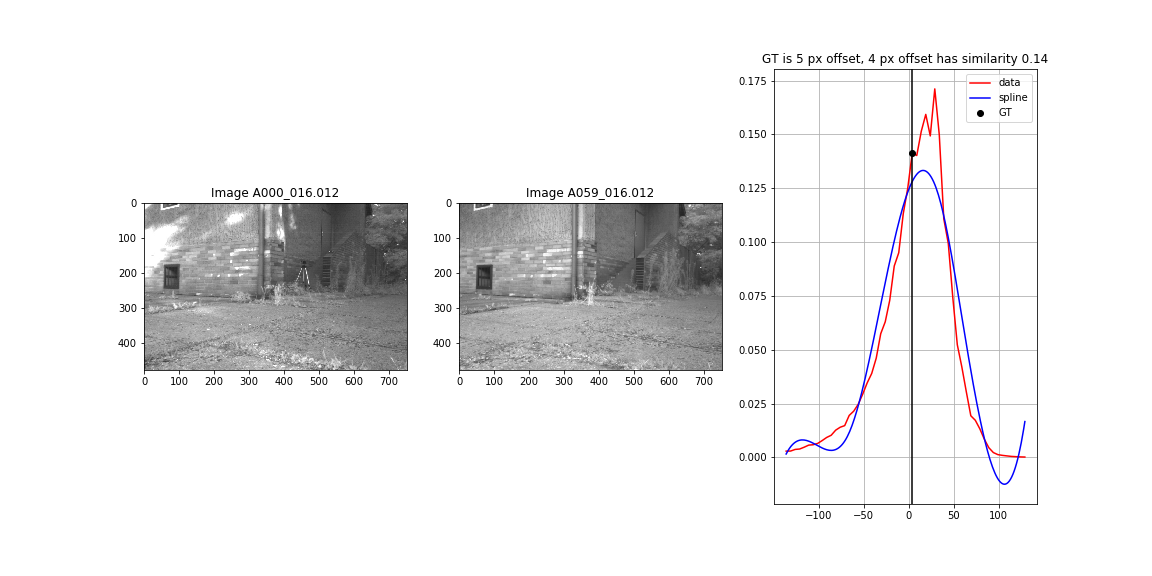 GT is 5 px offset, 4 px offset has similarity 0.14
Image A000_016.012
Image A059_016.012
data
spline
GT
0.175
0.150
0.125
0.100
0.075
0.050
0.025
0.000
−100 −50 0 50 100
0
100
200
300
400
0 100 200 300 400 500 600 700
0
100
200
300
400
0 100 200 300 400 500 600 700